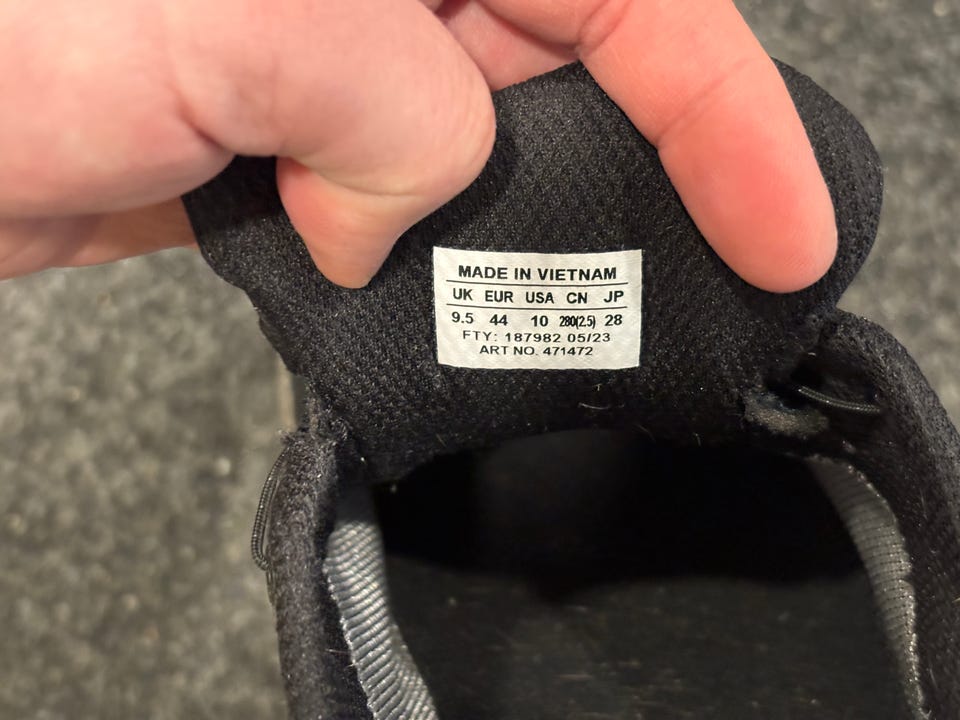 MADE IN VIETNAM
UK EUR USA CN JP
9.5 44 10 280(2.5) 28
FTY: 187982 05/23
ART NO. 471472